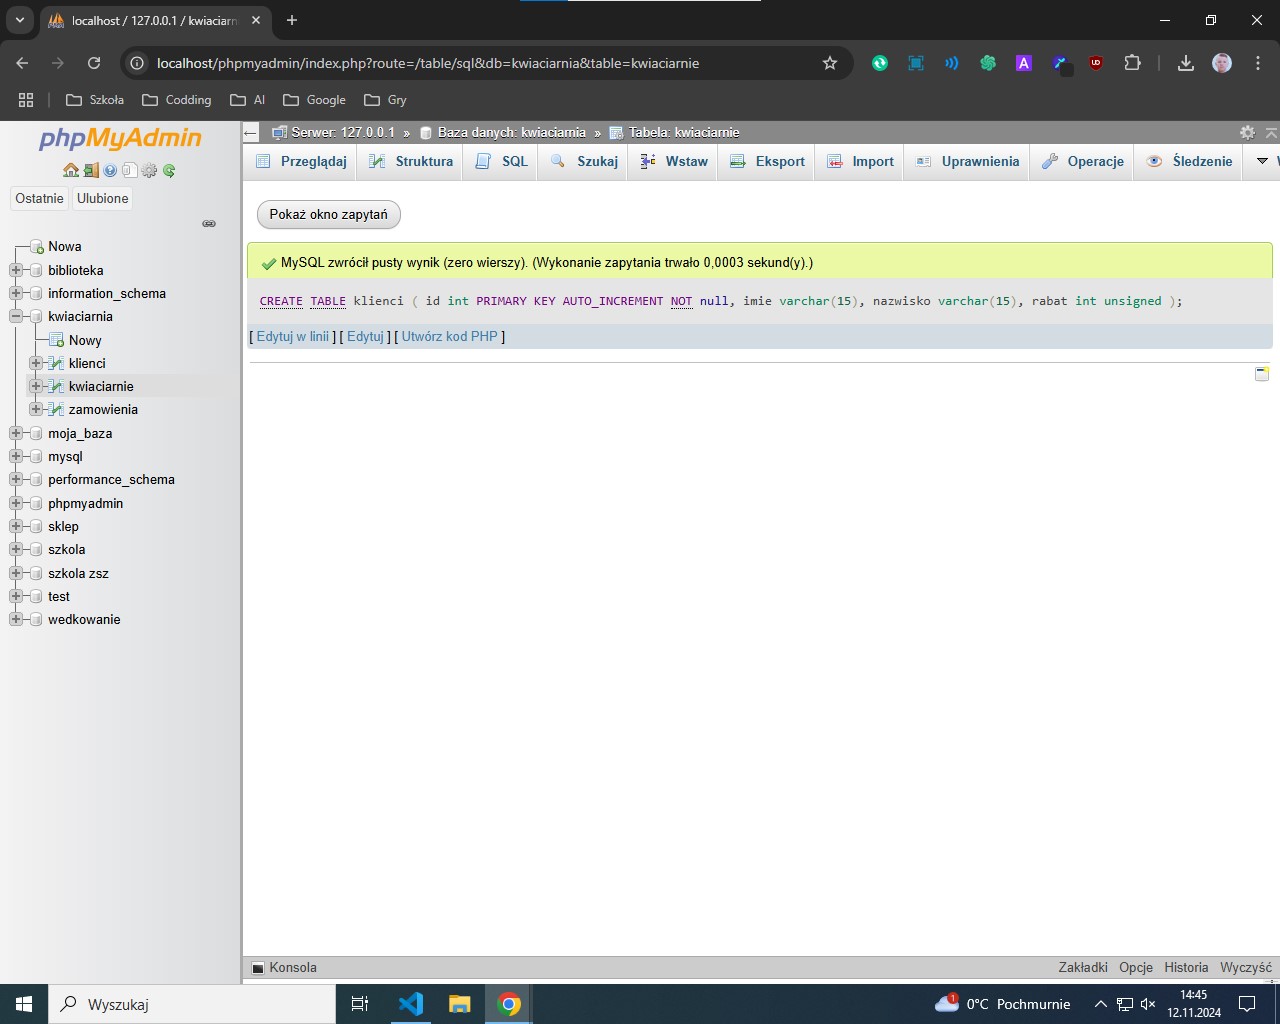 localhost / 127.0.0.1 / kwiaciarni
localhost/phpmyadmin/index.php?route=/table/sql&db=kwiaciarnia&table=kwiaciarnie
Szkoła
Codding
AI
Google
Gry
phpMyAdmin
Ostatnie
Ulubione
Nowa
biblioteka
information_schema
kwiaciarnia
Nowy
klienci
kwiaciarnie
zamowienia
moja_baza
mysql
performance_schema
phpmyadmin
sklep
szkola
szkola zsz
test
wedkowanie
Serwer: 127.0.0.1 » Baza danych: kwiaciarnia » Tabela: kwiaciarnie
Przeglądaj
Struktura
SQL
Szukaj
Wstaw
Eksport
Import
Uprawnienia
Operacje
Śledzenie
Pokaż okno zapytań
MySQL zwrócił pusty wynik (zero wierszy). (Wykonanie zapytania trwało 0,0003 sekund(y).)
CREATE TABLE klienci ( id int PRIMARY KEY AUTO_INCREMENT NOT null, imie varchar(15), nazwisko varchar(15), rabat int unsigned );
[ Edytuj w linii ] [ Edytuj ] [ Utwórz kod PHP ]
Konsola
Zakładki
Opcje
Historia
Wyczyść
Wyszukaj
1
0°C Pochmurnie
14:45
12.11.2024